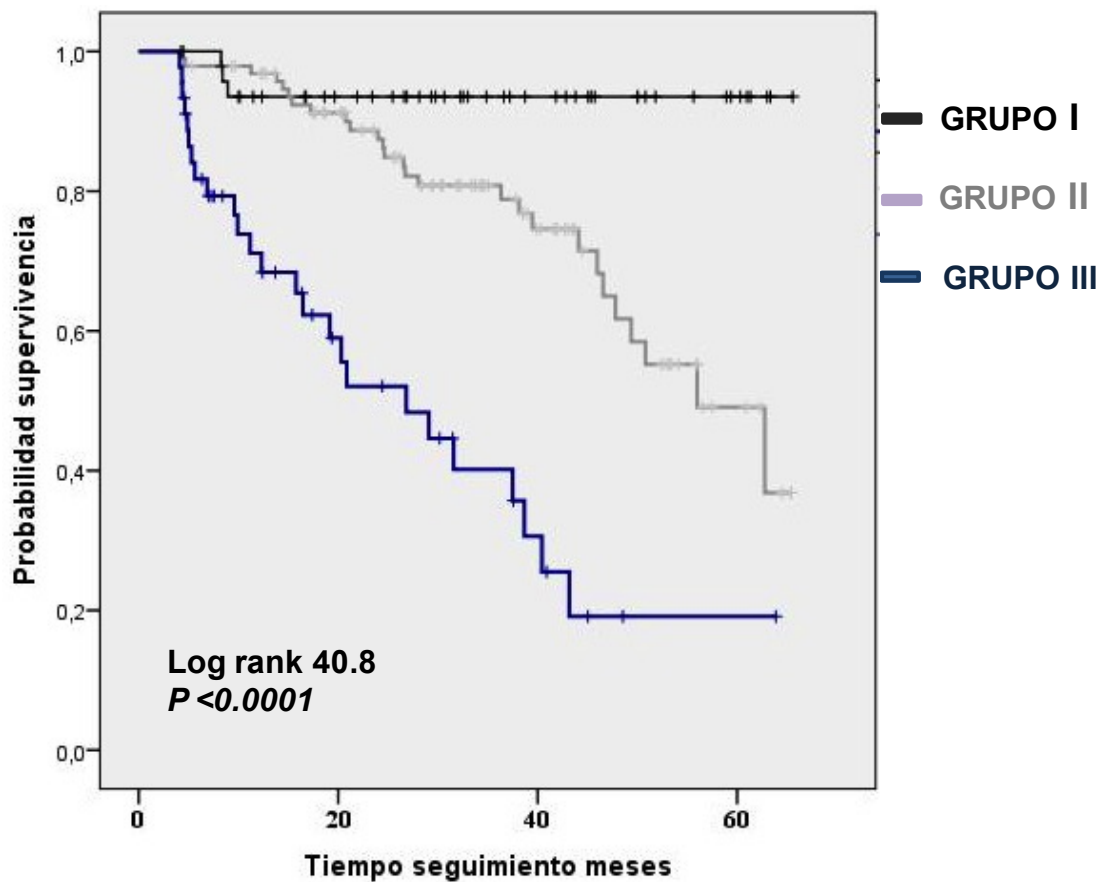 1,0
0,8
0,6
0,4
0,2
0,0
Probabilidad supervivencia
Log rank 40.8
P <0.0001
0 20 40 60
Tiempo seguimiento meses
GRUPO I
GRUPO II
GRUPO III